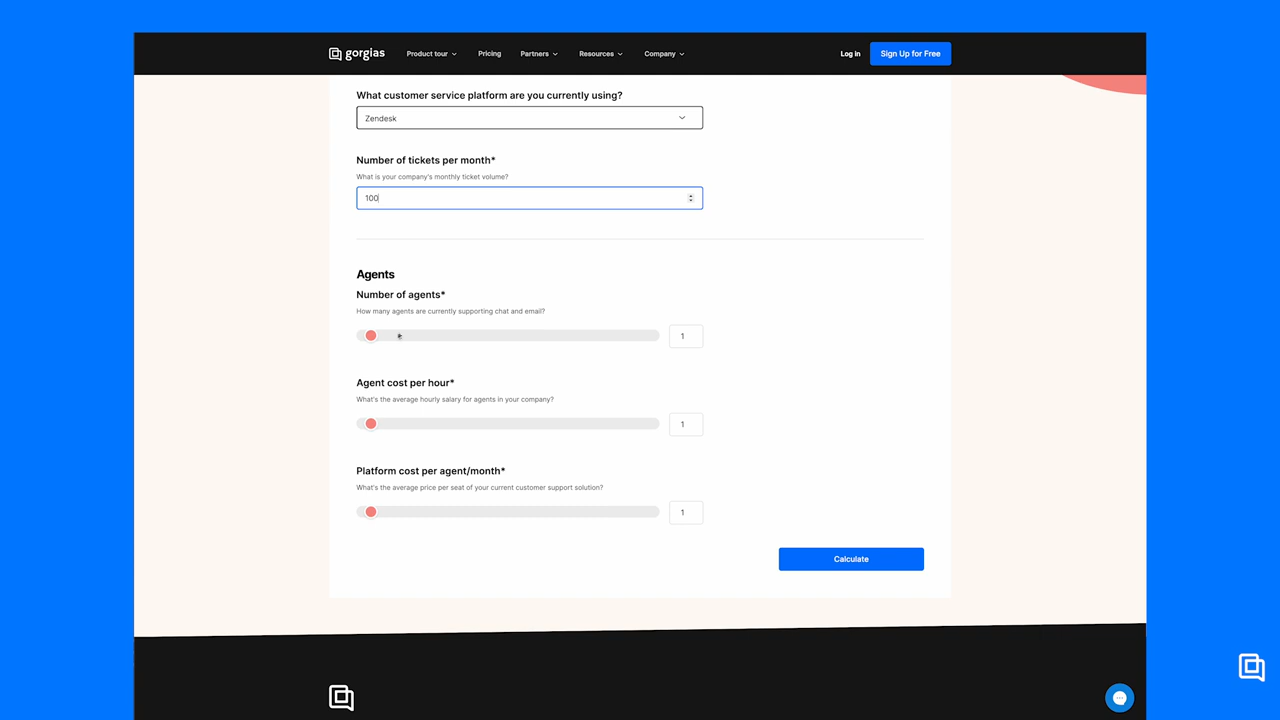 gorgias
Product tour
Pricing
Partners
Resources
Company
Log in
Sign Up for Free
What customer service platform are you currently using?
Zendesk
Number of tickets per month*
What is your company's monthly ticket volume?
100
Agents
Number of agents*
How many agents are currently supporting chat and email?
1
Agent cost per hour*
What's the average hourly salary for agents in your company?
1
Platform cost per agent/month*
What's the average price per seat of your current customer support solution?
1
Calculate